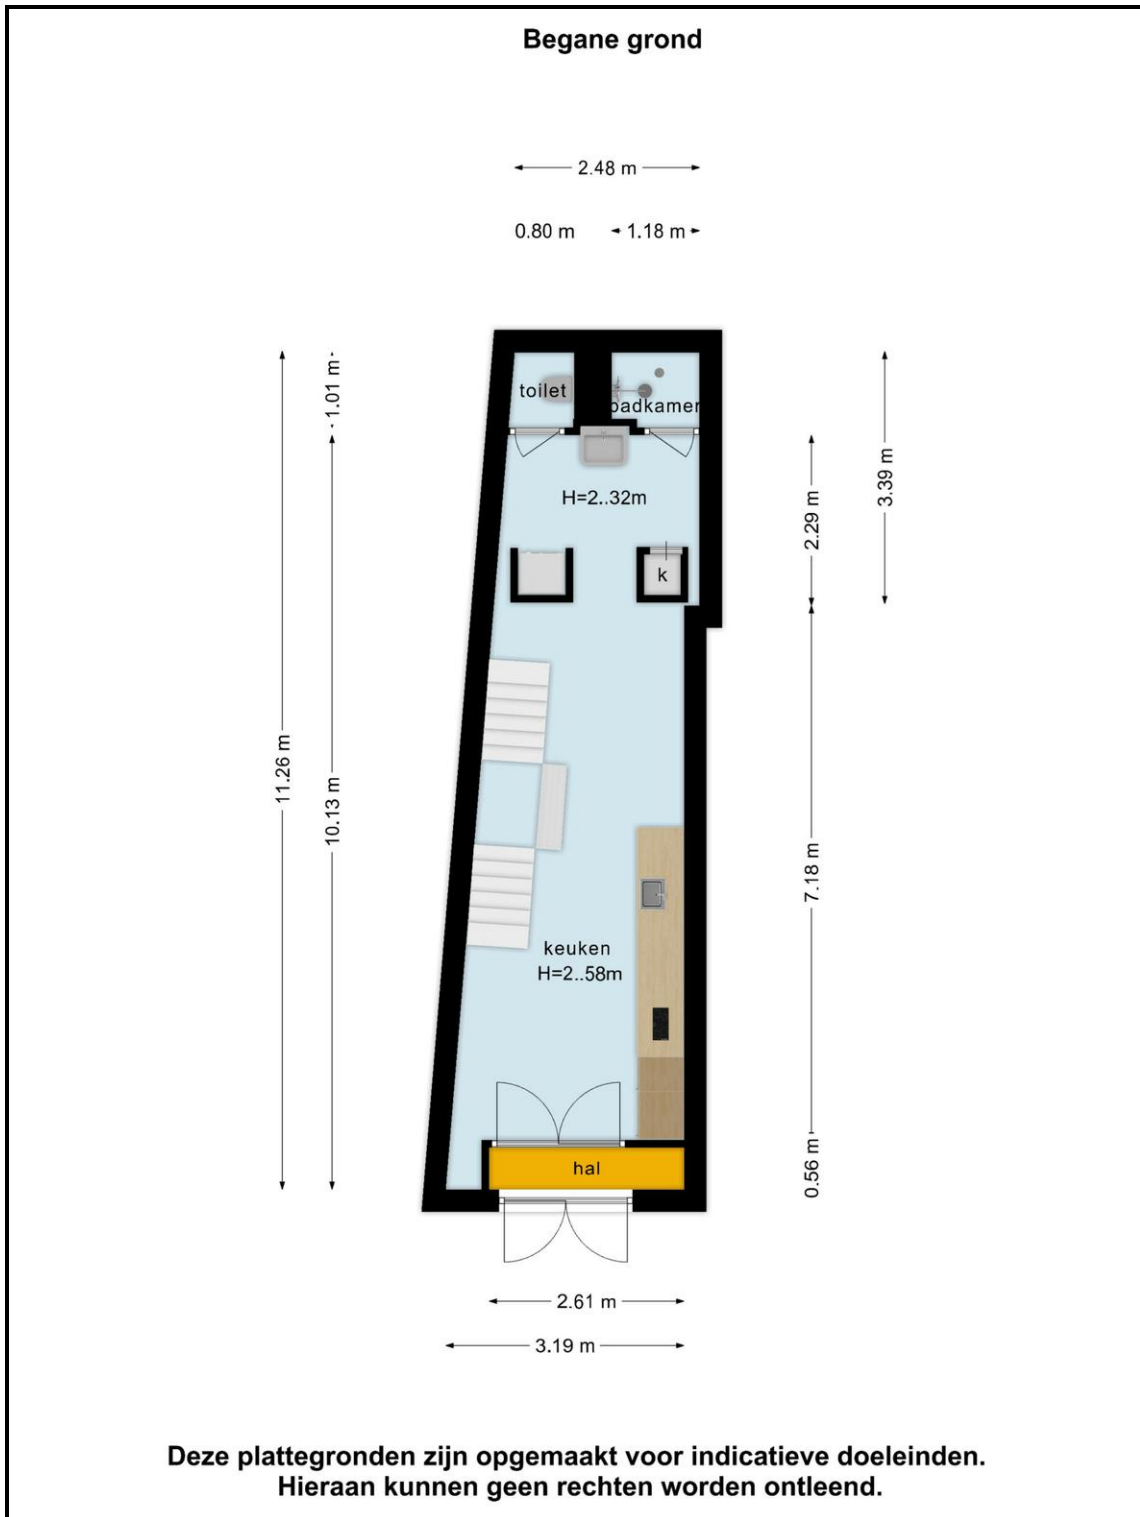 Begane grond
2.48 m
0.80 m
1.18 m
1.01 m
toilet
badkamer
3.39 m
H=2..32m
2.29 m
k
11.26 m
10.13 m
7.18 m
keuken
H=2..58m
hal
0.56 m
2.61 m
3.19 m
Deze plattegronden zijn opgemaakt voor indicatieve doeleinden.
Hieraan kunnen geen rechten worden ontleend.